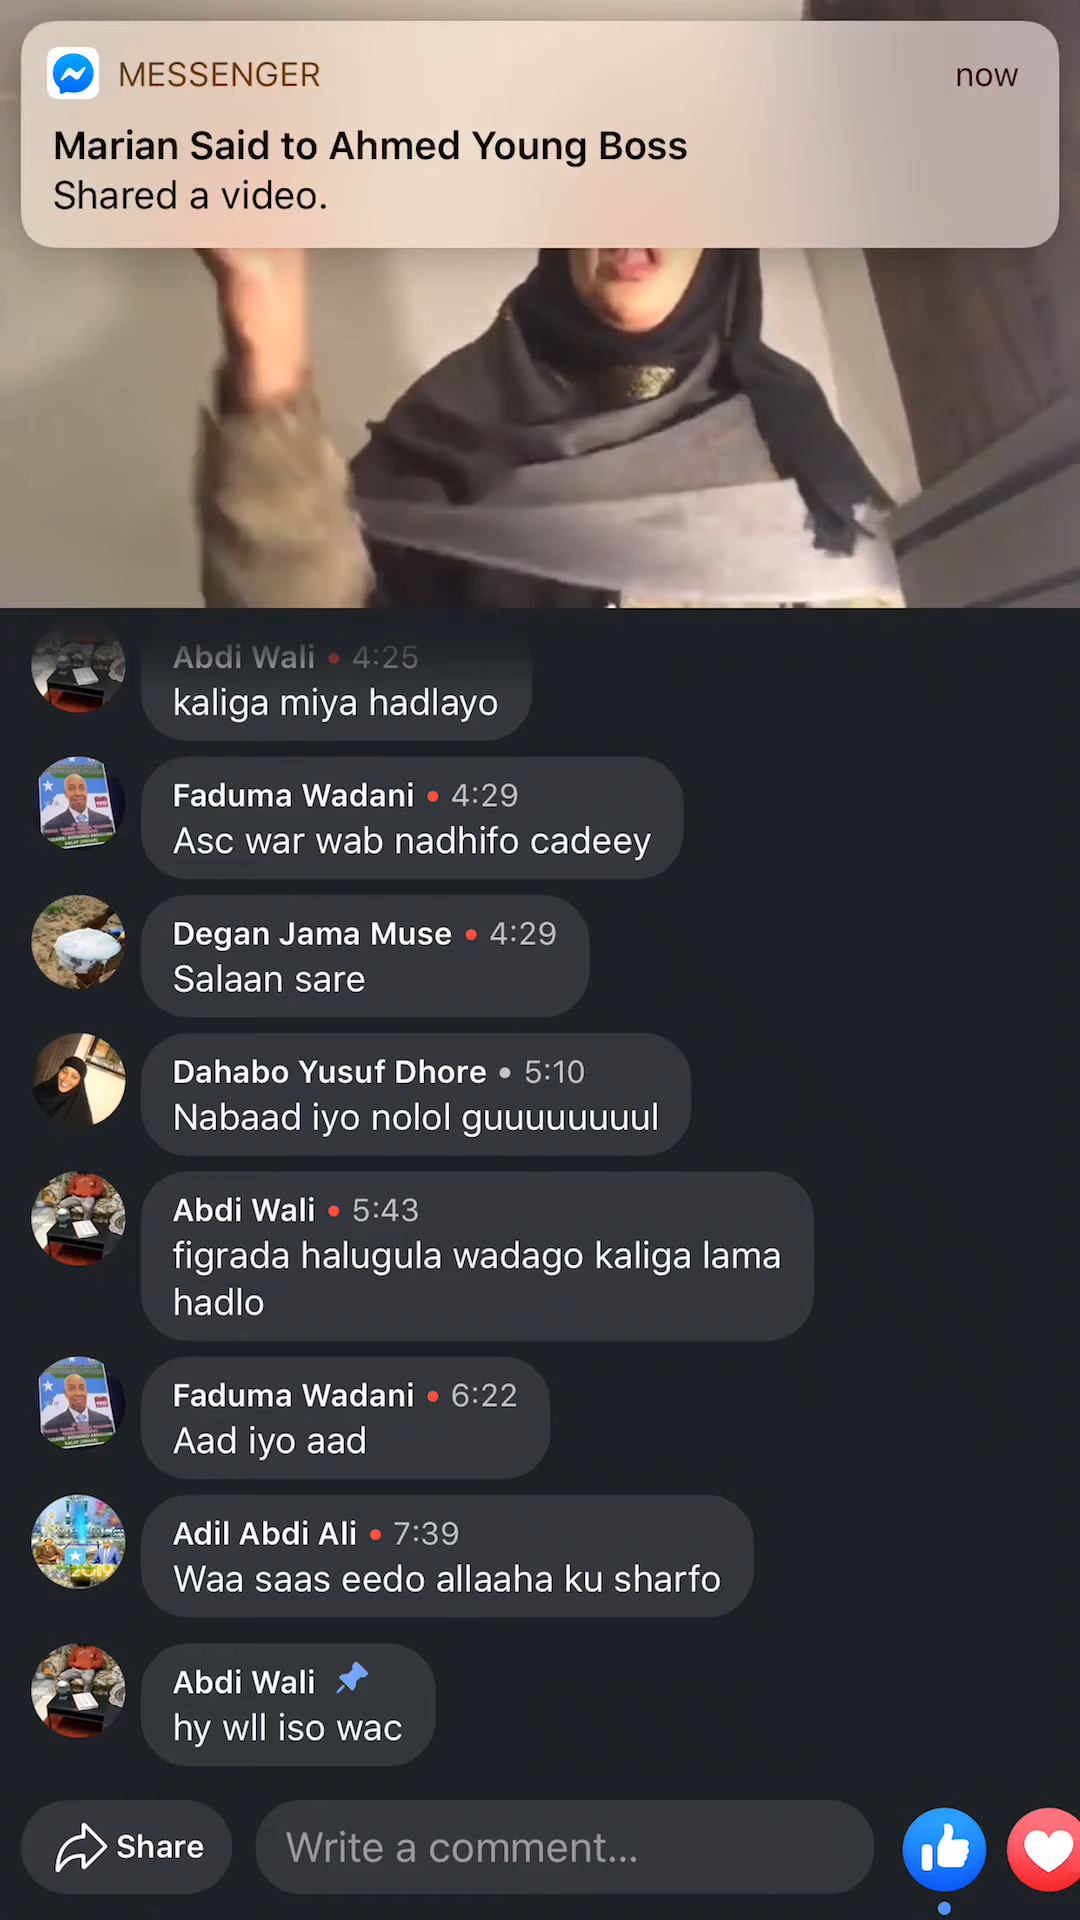 MESSENGER now
Marian Said to Ahmed Young Boss
Shared a video.
Abdi Wali • 4:25
kaliga miya hadlayo
Faduma Wadani • 4:29
Asc war wab nadhifo cadeey
Degan Jama Muse • 4:29
Salaan sare
Dahabo Yusuf Dhore • 5:10
Nabaad iyo nolol guuuuuuuul
Abdi Wali • 5:43
figrada halugula wadago kaliga lama
hadlo
Faduma Wadani • 6:22
Aad iyo aad
Adil Abdi Ali • 7:39
Waa saas eedo allaaha ku sharfo
Abdi Wali
hy wll iso wac
Share Write a comment...